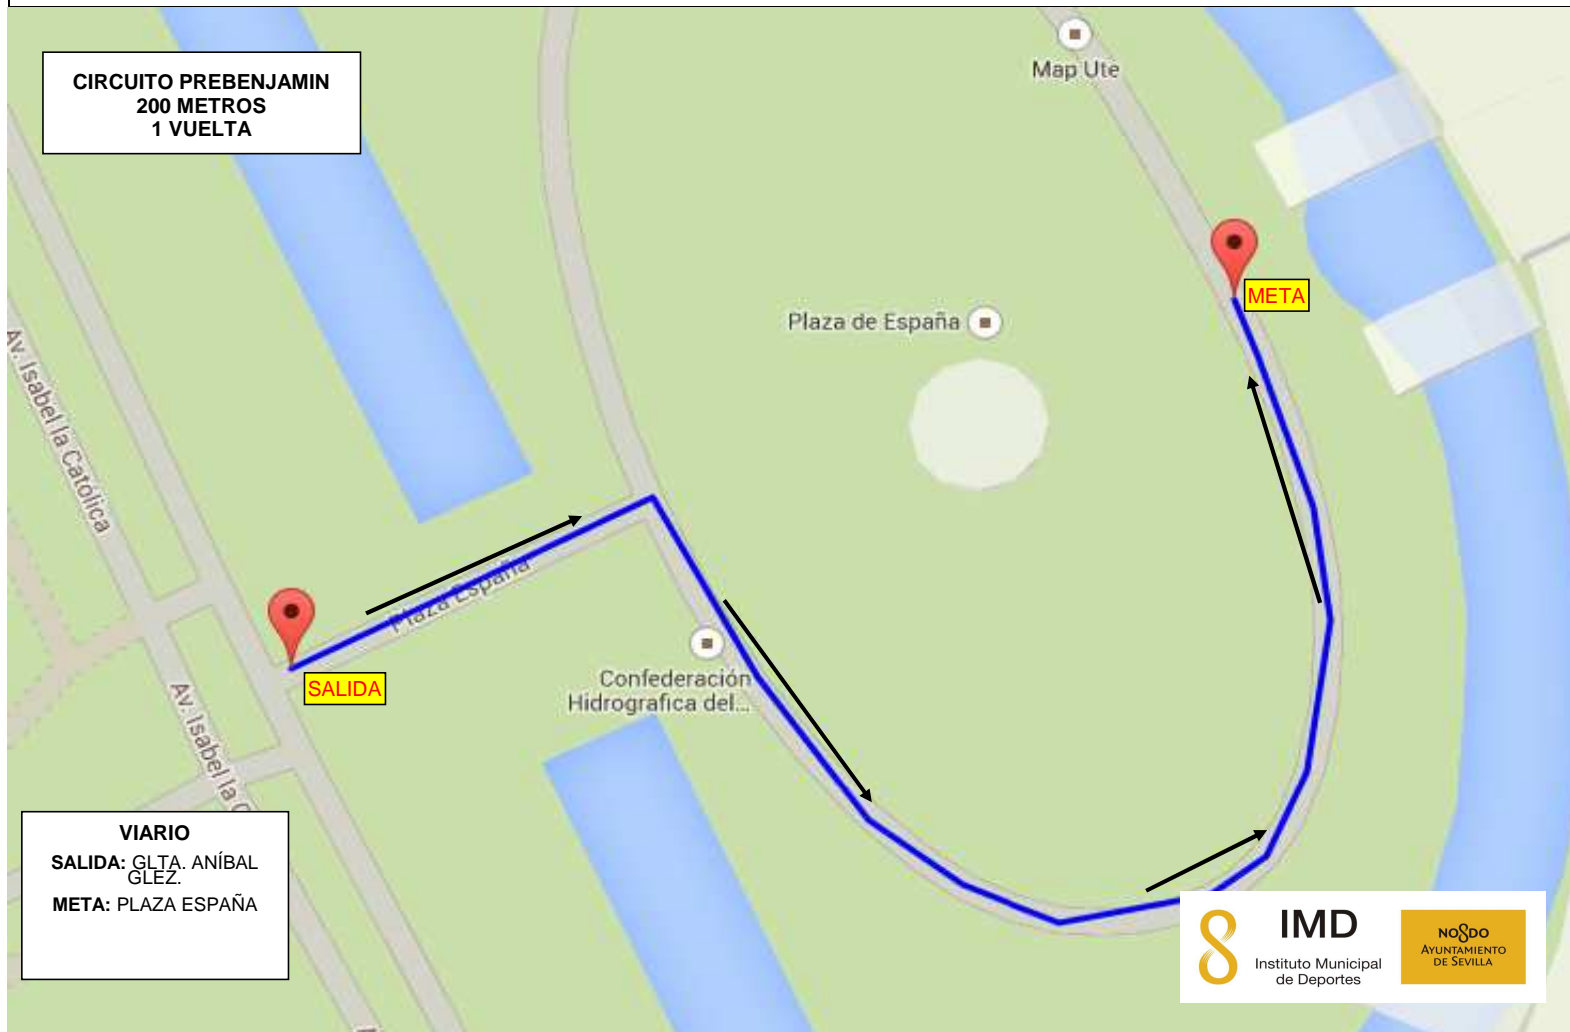 CIRCUITO PREBENJAMIN
200 METROS
1 VUELTA
Map Ute
Plaza de España
META
Av. Isabel la Católica
Plaza España
SALIDA
Confederación
Hidrografica del...
Av. Isabel la C
VIARIO
SALIDA: GLTA. ANÍBAL
GLEZ.
META: PLAZA ESPAÑA
IMD
Instituto Municipal
de Deportes
NO8DO
AYUNTAMIENTO
DE SEVILLA